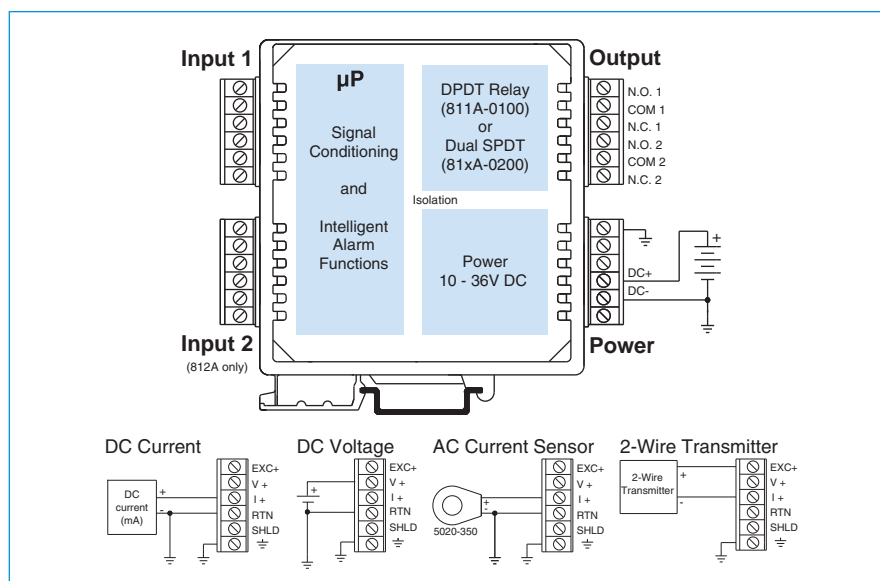 Input 1
Output
µP
Signal
Conditioning
and
Intelligent
Alarm
Functions
DPDT Relay
(811A-0100)
or
Dual SPDT
(81xA-0200)
Isolation
Power
10 - 36V DC
N.O. 1
COM 1
N.C. 1
N.O. 2
COM 2
N.C. 2
+
DC+
DC-
Input 2
(812A only)
Power
DC Current
DC
current
(mA)
+
-
EXC+
V +
I +
RTN
SHLD
DC Voltage
+
EXC+
V +
I +
RTN
SHLD
AC Current Sensor
5020-350
+
-
EXC+
V +
I +
RTN
SHLD
2-Wire Transmitter
2-Wire
Transmitter
+
-
EXC+
V +
I +
RTN
SHLD